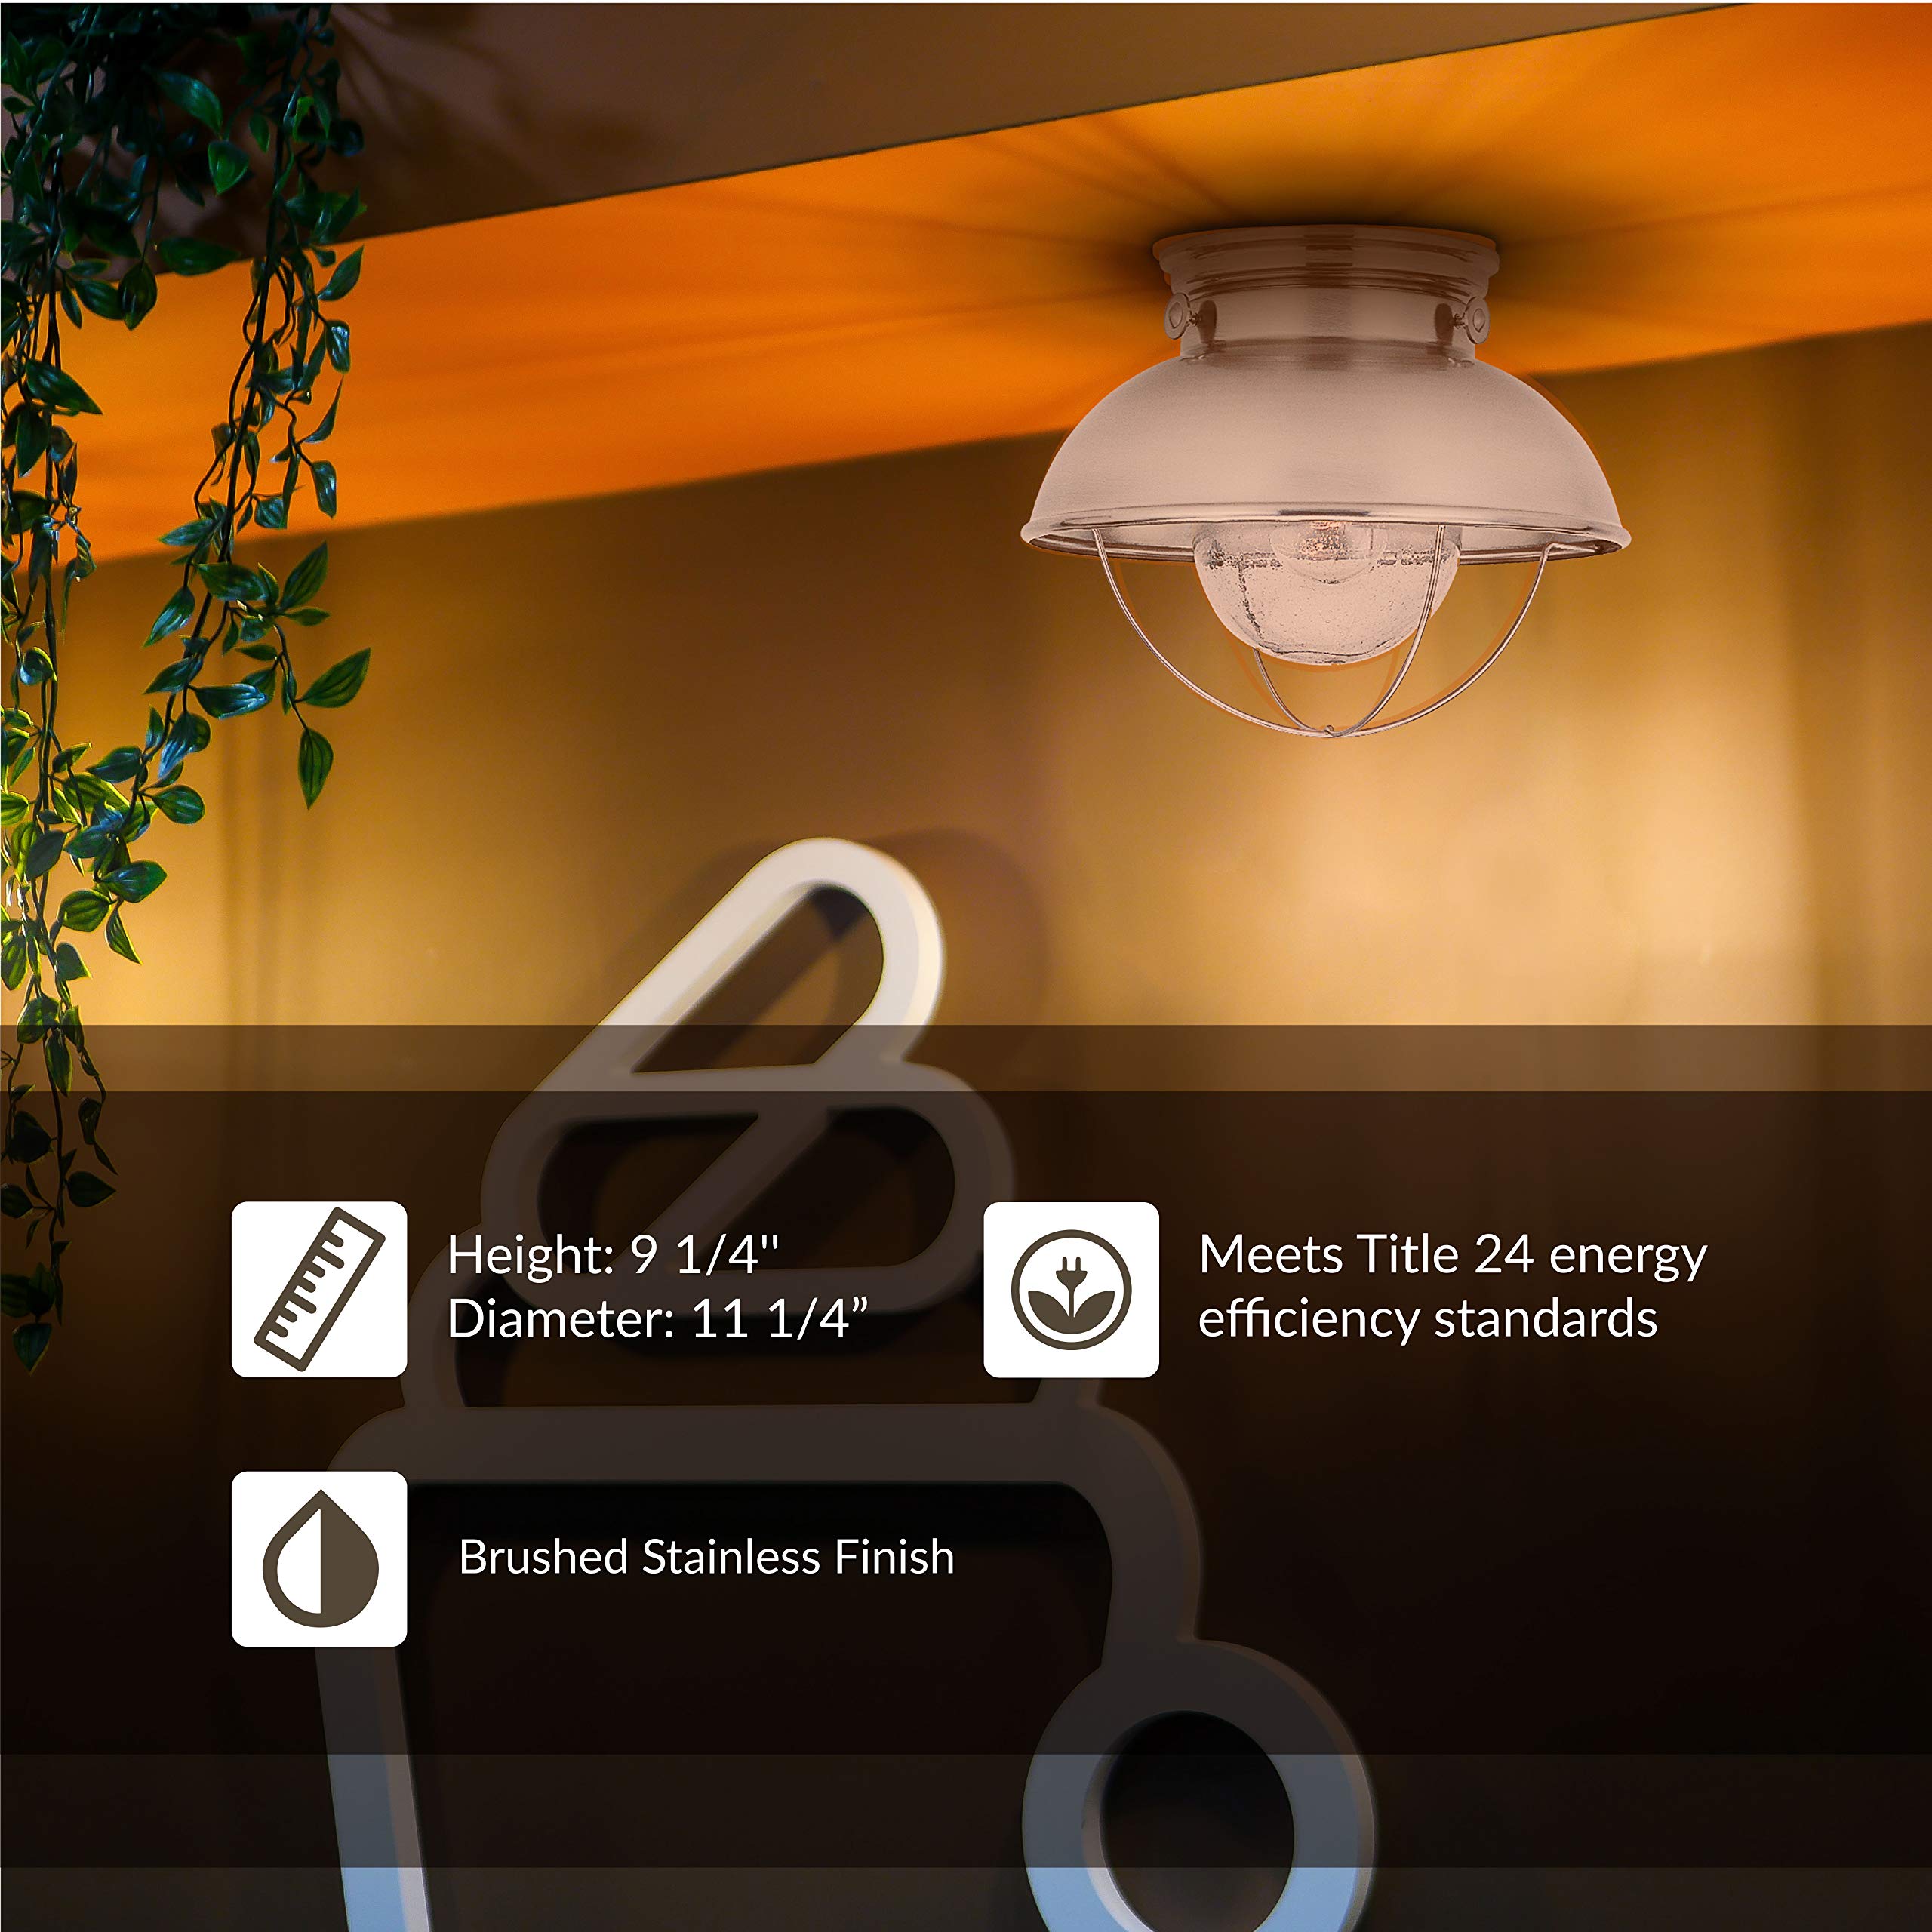 Height: 9 1/4"
Diameter: 11 1/4”
Meets Title 24 energy
efficiency standards
Brushed Stainless Finish